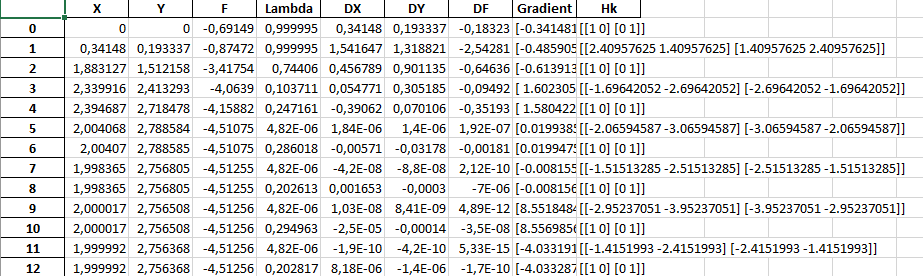 X Y F Lambda DX DY DF Gradient Hk
0 0 0 -0,69149 0,999995 0,34148 0,193337 -0,18323 [-0.341481 [[1 0] [0 1]]
1 0,34148 0,193337 -0,87472 0,999995 1,541647 1,318821 -2,54281 [-0.485905 [[2.40957625 1.40957625] [1.40957625 2.40957625]]
2 1,883127 1,512158 -3,41754 0,74406 0,456789 0,901135 -0,64636 [-0.613913 [[1 0] [0 1]]
3 2,339916 2,413293 -4,0639 0,103711 0,054771 0,305185 -0,09492 [ 1.602305 [[-1.69642052 -2.69642052] [-2.69642052 -1.69642052]]
4 2,394687 2,718478 -4,15882 0,247161 -0,39062 0,070106 -0,35193 [ 1.580422 [[1 0] [0 1]]
5 2,004068 2,788584 -4,51075 4,82E-06 1,84E-06 1,4E-06 1,92E-07 [0.019938 [[-2.06594587 -3.06594587] [-3.06594587 -2.06594587]]
6 2,00407 2,788585 -4,51075 0,286018 -0,00571 -0,03178 -0,00181 [0.019947 [[1 0] [0 1]]
7 1,998365 2,756805 -4,51255 4,82E-06 -4,2E-08 -8,8E-08 2,12E-10 [-0.008155 [[-1.51513285 -2.51513285] [-2.51513285 -1.51513285]]
8 1,998365 2,756805 -4,51255 0,202613 0,001653 -0,0003 -7E-06 [-0.008156 [[1 0] [0 1]]
9 2,000017 2,756508 -4,51256 4,82E-06 1,03E-08 8,41E-09 4,89E-12 [8.551848 [[-2.95237051 -3.95237051] [-3.95237051 -2.95237051]]
10 2,000017 2,756508 -4,51256 0,294963 -2,5E-05 -0,00014 -3,5E-08 [8.556985 [[1 0] [0 1]]
11 1,999992 2,756368 -4,51256 4,82E-06 -1,9E-10 -4,2E-10 5,33E-15 [-4.033191 [[-1.4151993 -2.4151993] [-2.4151993 -1.4151993]]
12 1,999992 2,756368 -4,51256 0,202817 8,18E-06 -1,4E-06 -1,7E-10 [-4.033287 [[1 0] [0 1]]